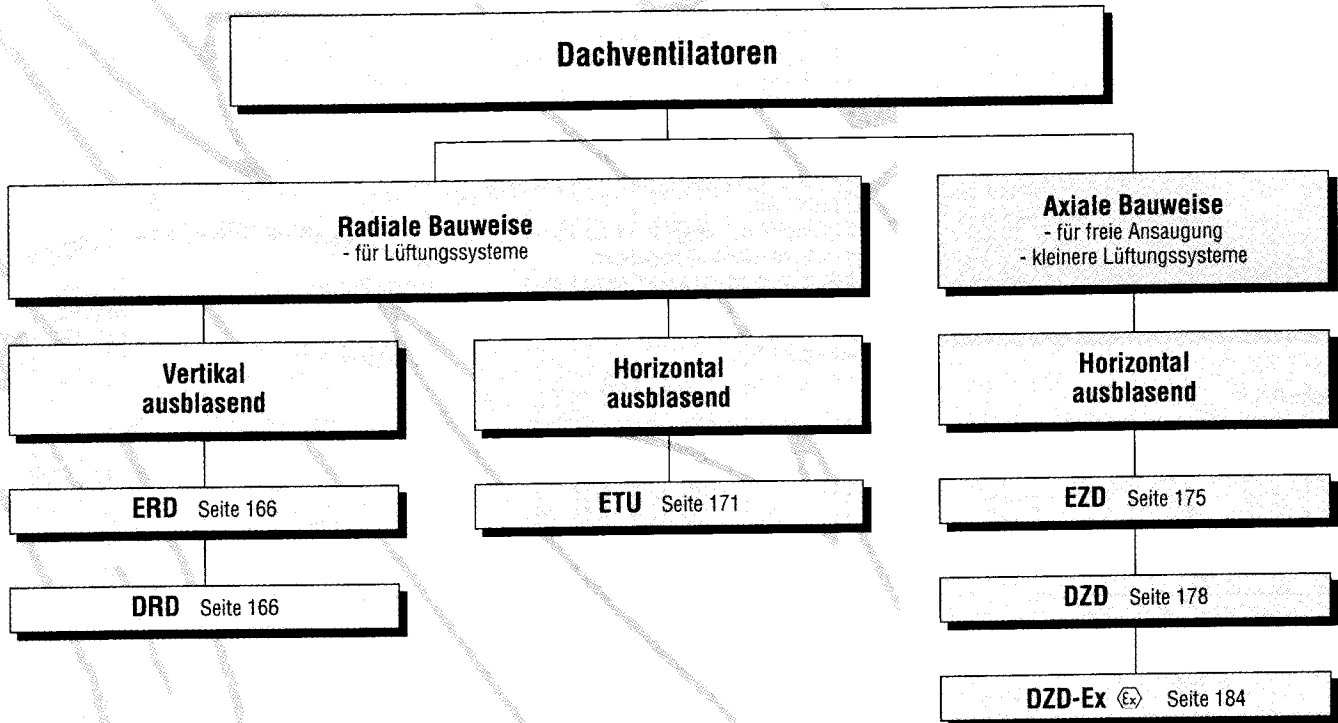 Dachventilatoren
Radiale Bauweise
- für Lüftungssysteme
Axiale Bauweise
- für freie Ansaugung
- kleinere Lüftungssysteme
Vertikal
ausblasend
Horizontal
ausblasend
Horizontal
ausblasend
ERD Seite 166
ETU Seite 171
EZD Seite 175
DRD Seite 166
DZD Seite 178
DZD-Ex Ex Seite 184